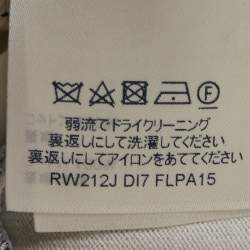 F
弱流でドライクリーニング
裏返しにして洗濯してください
裏返しにアイロンをあててください
RW212J DI7 FLPA15